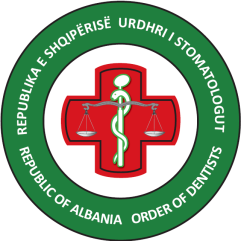 REPUBLIKA E SHQIPËRISË URDHRI I STOMATOLOGUT
REPUBLIC OF ALBANIA ORDER OF DENTISTS